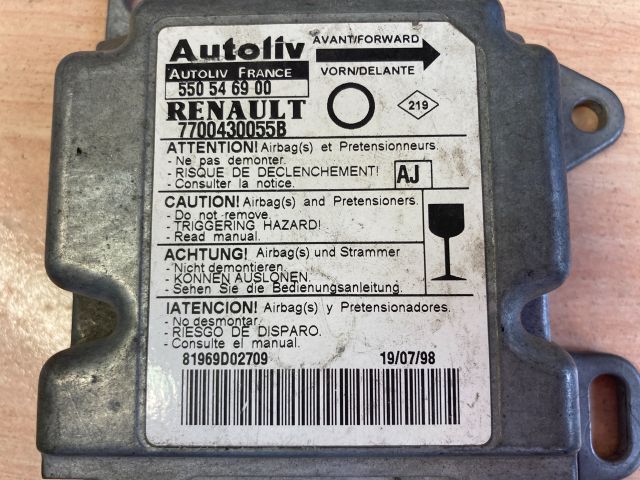 Autoliv
AVANT/FORWARD
AUTOLIV FRANCE
VORN/DELANTE
550 54 69 00
RENAULT
219
7700430055B
ATTENTION! Airbag(s) et Pretensionneurs.
- Ne pas demonter.
- RISQUE DE DECLENCHEMENT!
- Consulter la notice.
AJ
CAUTION! Airbag(s) and Pretensioners.
- Do not remove.
- TRIGGERING HAZARD!
- Read manual.
ACHTUNG! Airbag(s) und Strammer
- Nicht demontieren.
- KONNEN AUSLONEN.
- Sehen Sie die Bedienungsanleitung.
IATENCION! Airbag(s) y Pretensionadores.
- No desmontar.
- RIESGO DE DISPARO.
- Consulte el manual.
81969D02709 19/07/98